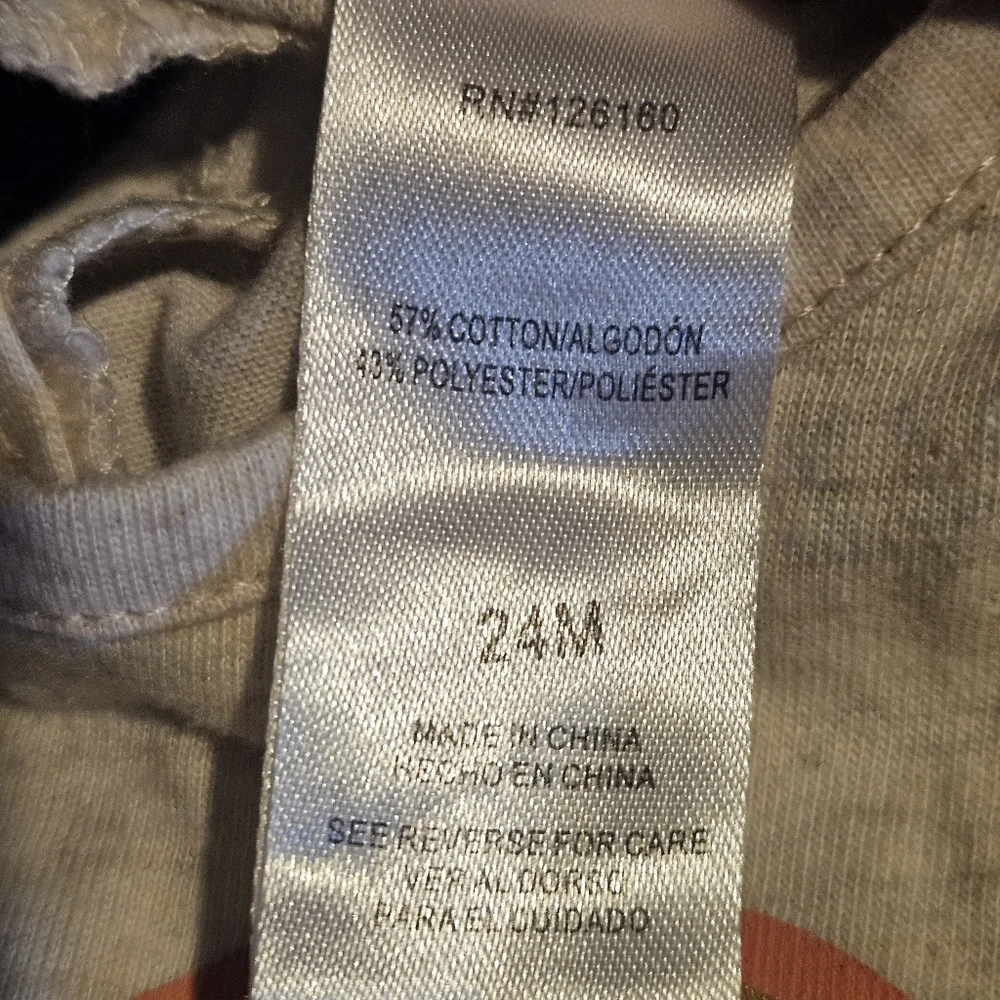 RN#126160
57% COTTON/ALGODÓN
43% POLYESTER/POLIÉSTER
24M
MADE IN CHINA
HECHO EN CHINA
SEE REVERSE FOR CARE
VER AL DORSO
PARA EL CUIDADO